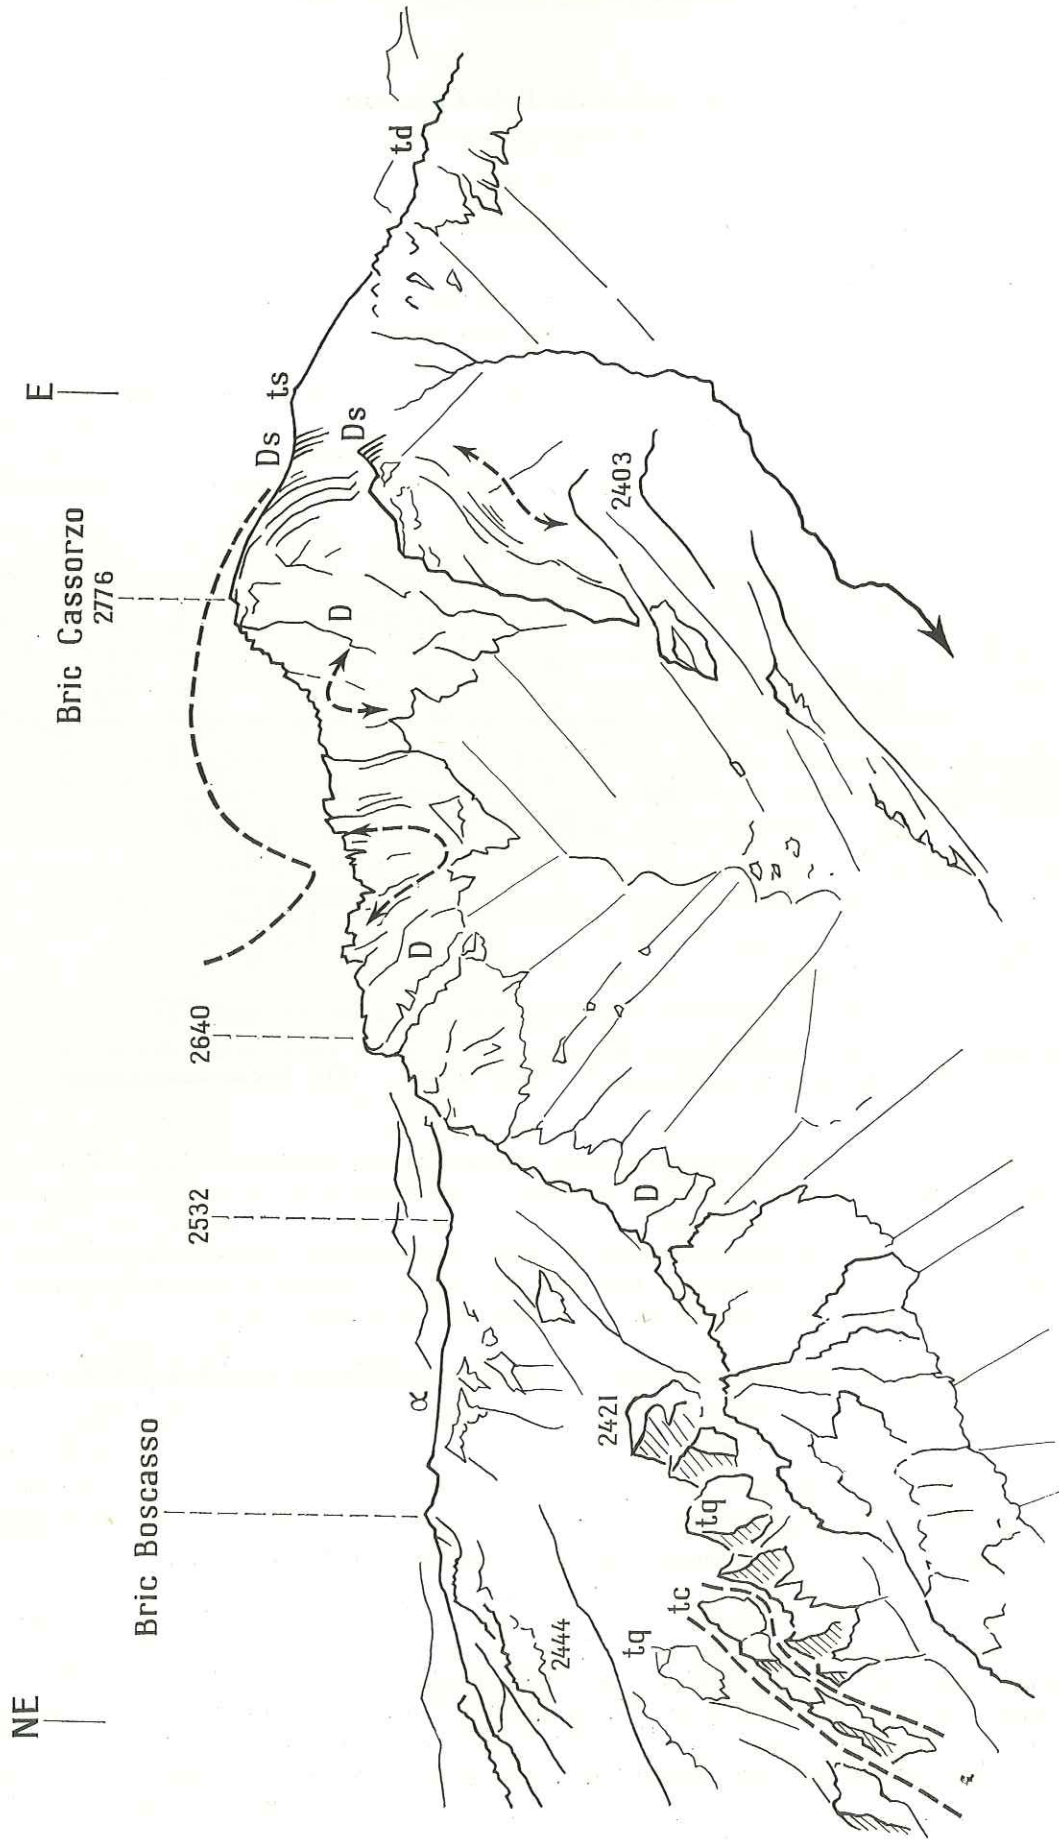 NE
E
Bric Boscasso
Bric Cassorzo
2776
2532
2640
Ds
ts
td
Ds
α
D
D
D
2444
2421
2403
tq
tc
tq